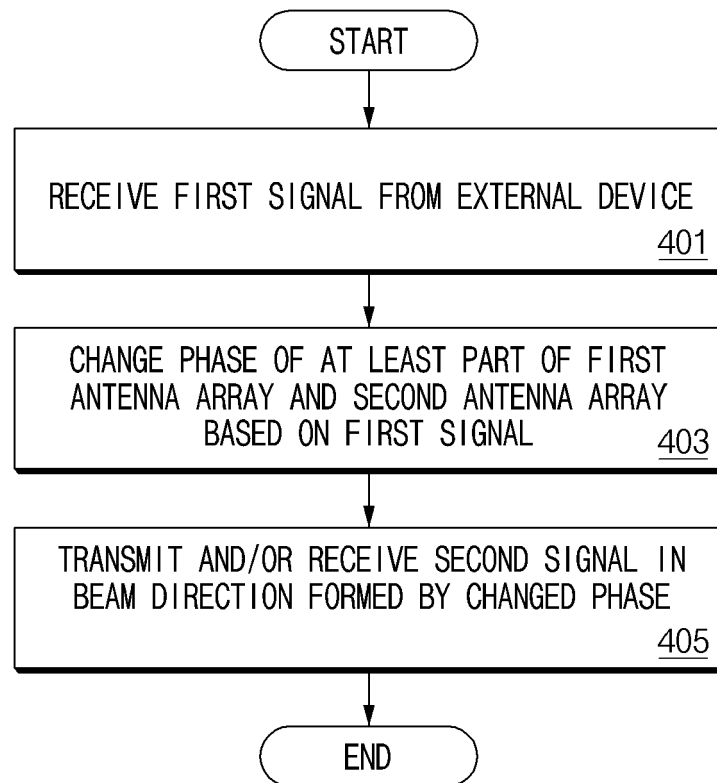 START
RECEIVE FIRST SIGNAL FROM EXTERNAL DEVICE
401
CHANGE PHASE OF AT LEAST PART OF FIRST
ANTENNA ARRAY AND SECOND ANTENNA ARRAY
BASED ON FIRST SIGNAL
403
TRANSMIT AND/OR RECEIVE SECOND SIGNAL IN
BEAM DIRECTION FORMED BY CHANGED PHASE
405
END